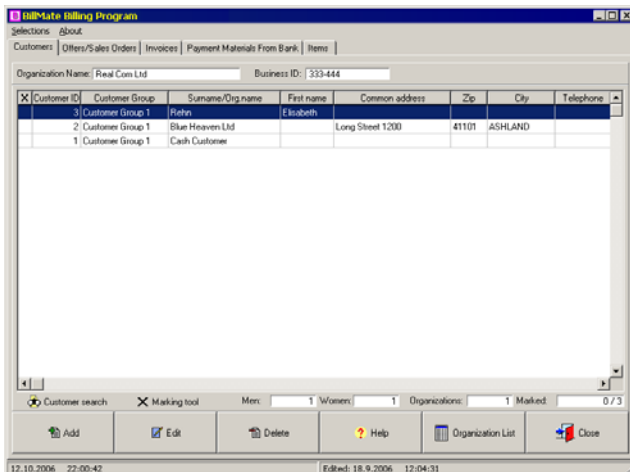 BillMate Billing Program
Selections About
Customers Offers/Sales Orders Invoices Payment Materials From Bank Items
Organization Name: Real Com Ltd Business ID: 333-444
X Customer ID Customer Group Surname/Org.name First name Common address Zip City Telephone
3 Customer Group 1 Rehn Elisabeth
2 Customer Group 1 Blue Heaven Ltd Long Street 1200 41101 ASHLAND
1 Customer Group 1 Cash Customer
Customer search Marking tool Men: 1 Women: 1 Organizations: 1 Marked: 0 / 3
Add Edit Delete Help Organization List Close
12.10.2006 22:00:42 Edited: 18.9.2006 12:04:31